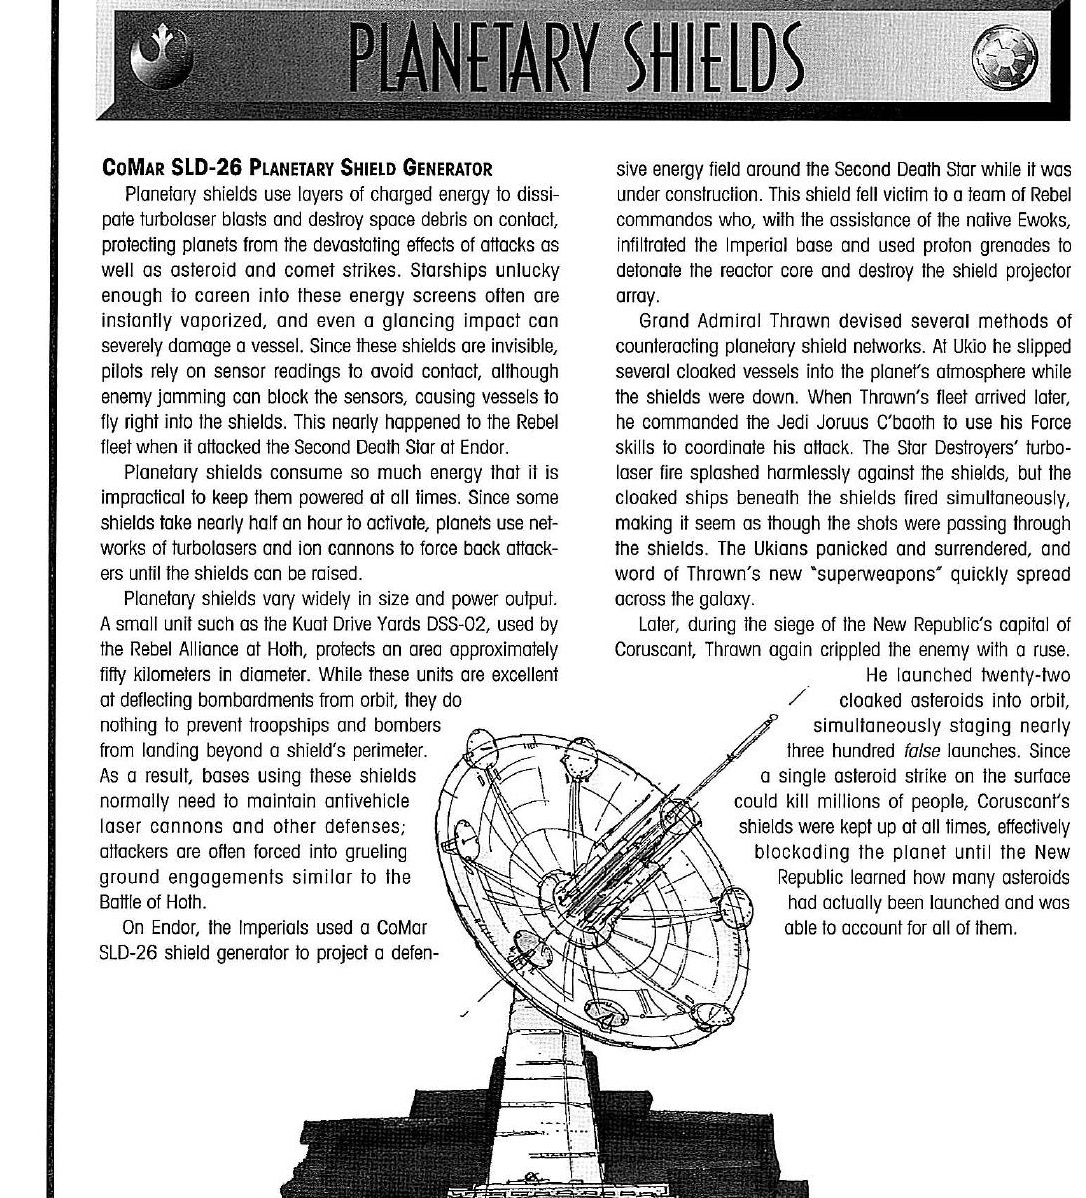 PLANETARY SHIELDS
COMAR SLD-26 PLANETARY SHIELD GENERATOR
Planetary shields use layers of charged energy to dissi-
pate turbolaser blasts and destroy space debris on contact,
protecting planets from the devastating effects of attacks as
well as asteroid and comet strikes. Starships unlucky
enough to careen into these energy screens often are
instantly vaporized, and even a glancing impact can
severely damage a vessel. Since these shields are invisible,
pilots rely on sensor readings to avoid contact, although
enemy jamming can block the sensors, causing vessels to
fly right into the shields. This nearly happened to the Rebel
fleet when it attacked the Second Death Star at Endor.
Planetary shields consume so much energy that it is
impractical to keep them powered at all times. Since some
shields take nearly half an hour to activate, planets use net-
works of turbolasers and ion cannons to force back attack-
ers until the shields can be raised.
Planetary shields vary widely in size and power output.
A small unit such as the Kuat Drive Yards DSS-02, used by
the Rebel Alliance at Hoth, protects an area approximately
fifty kilometers in diameter. While these units are excellent
at deflecting bombardments from orbit, they do
nothing to prevent troopships and bombers
from landing beyond a shield's perimeter.
As a result, bases using these shields
normally need to maintain antivehicle
laser cannons and other defenses;
attackers are often forced into grueling
ground engagements similar to the
Battle of Hoth.
On Endor, the Imperials used a CoMar
SLD-26 shield generator to project a defen-
sive energy field around the Second Death Star while it was
under construction. This shield fell victim to a team of Rebel
commandos who, with the assistance of the native Ewoks,
infiltrated the Imperial base and used proton grenades to
detonate the reactor core and destroy the shield projector
array.
Grand Admiral Thrawn devised several methods of
counteracting planetary shield networks. At Ukio he slipped
several cloaked vessels into the planet's atmosphere while
the shields were down. When Thrawn's fleet arrived later,
he commanded the Jedi Joruus C'baoth to use his Force
skills to coordinate his attack. The Star Destroyers' turbo-
laser fire splashed harmlessly against the shields, but the
cloaked ships beneath the shields fired simultaneously,
making it seem as though the shots were passing through
the shields. The Ukians panicked and surrendered, and
word of Thrawn's new "superweapons" quickly spread
across the galaxy.
Later, during the siege of the New Republic's capital of
Coruscant, Thrawn again crippled the enemy with a ruse.
He launched twenty-two
cloaked asteroids into orbit,
simultaneously staging nearly
three hundred false launches. Since
a single asteroid strike on the surface
could kill millions of people, Coruscant's
shields were kept up at all times, effectively
blockading the planet until the New
Republic learned how many asteroids
had actually been launched and was
able to account for all of them.